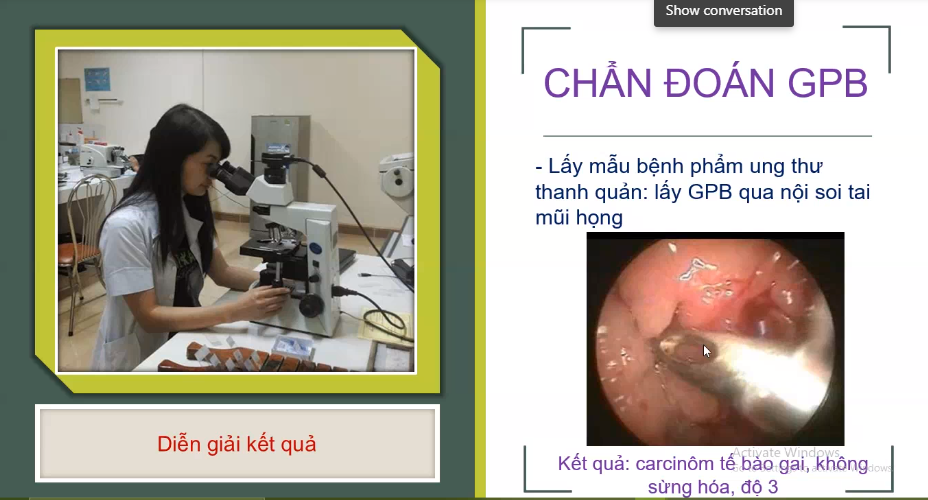 Show conversation
CHẨN ĐOÁN GPB
- Lấy mẫu bệnh phẩm ung thư
thanh quản: lấy GPB qua nội soi tai
mũi họng
Diễn giải kết quả
Activate Windows
Kết quả: carcinôm tế bào gai, không
sừng hóa, độ 3